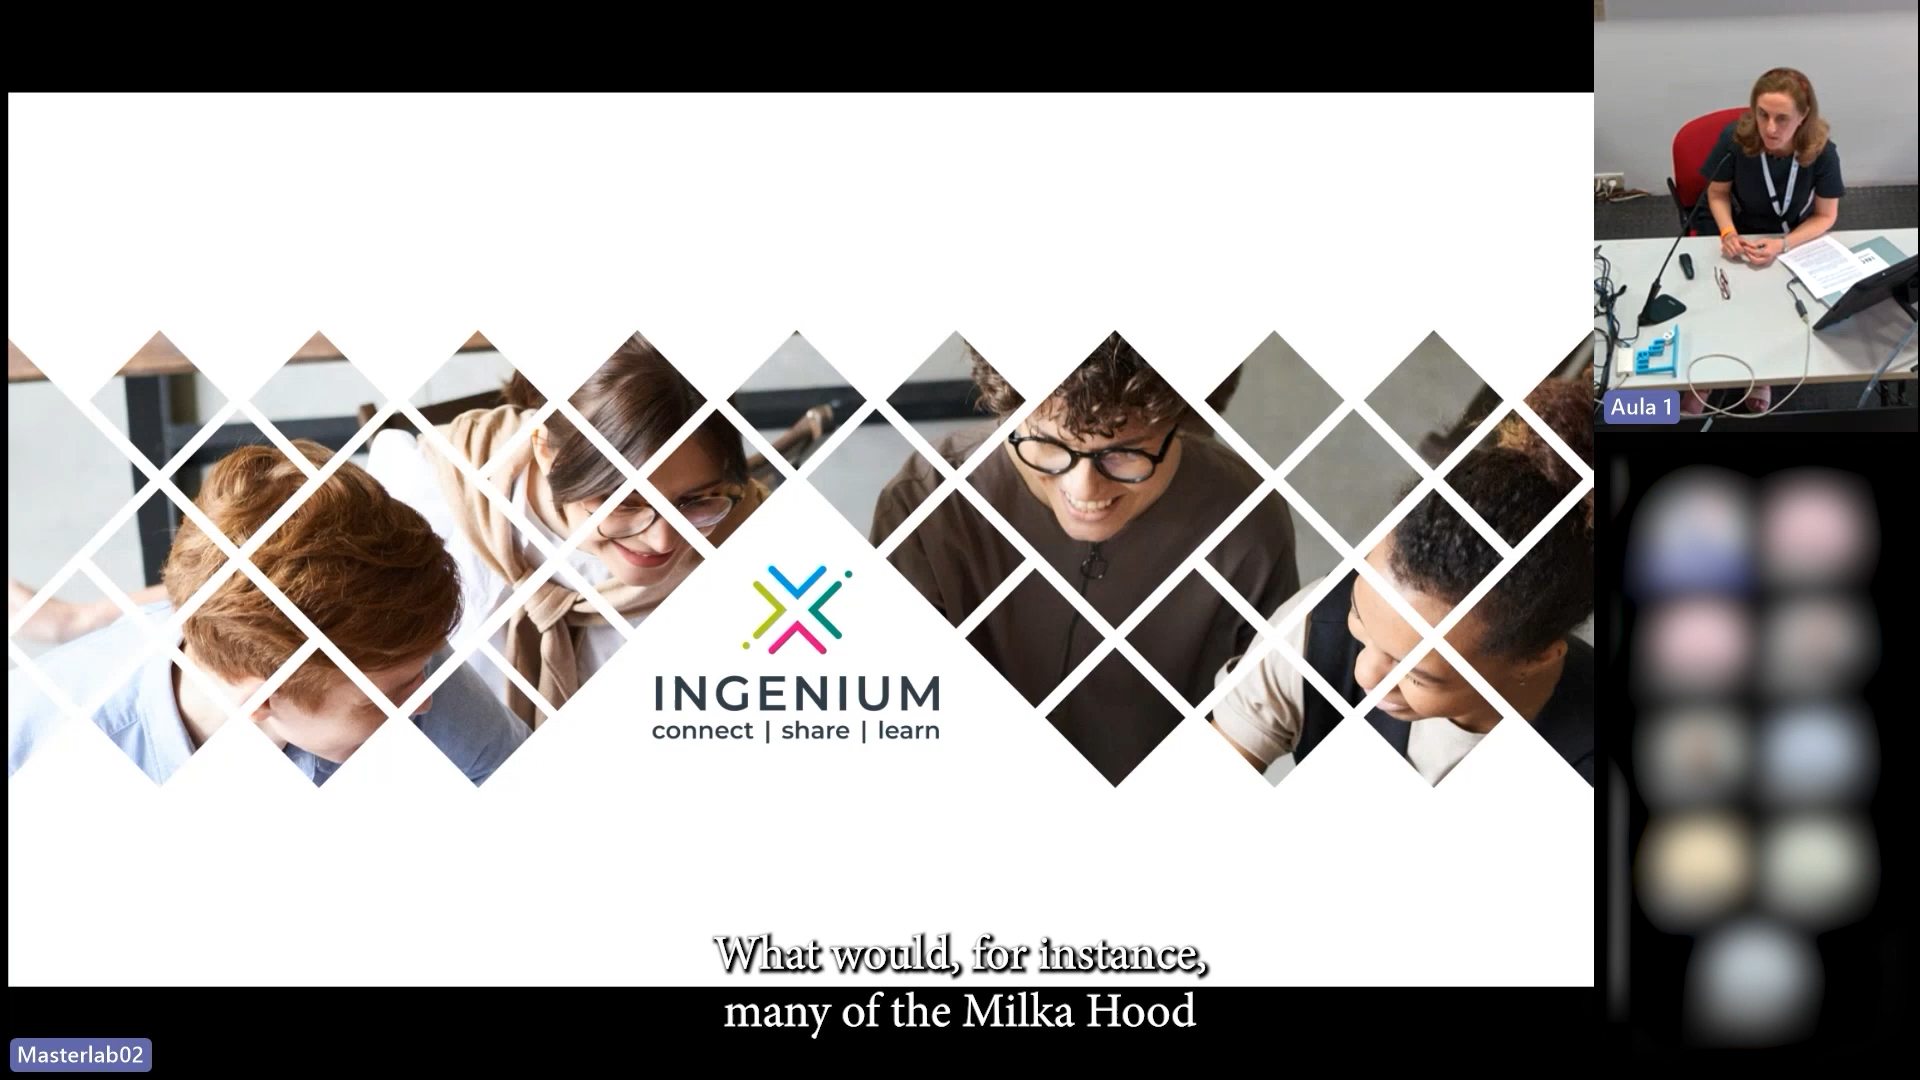 Aula 1
INGENIUM
connect | share | learn
What would, for instance,
many of the Milka Hood
Masterlab02